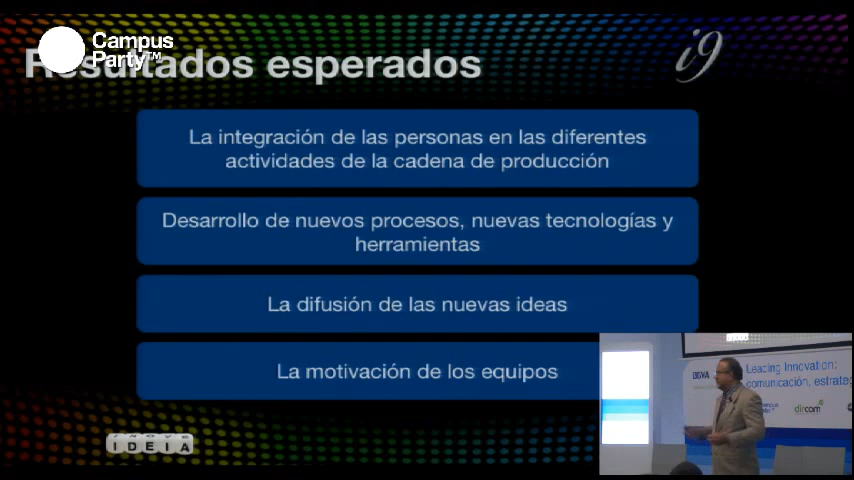 Campus
Party™
Resultados esperados
i9
La integración de las personas en las diferentes
actividades de la cadena de producción
Desarrollo de nuevos procesos, nuevas tecnologías y
herramientas
La difusión de las nuevas ideas
La motivación de los equipos
IDEIA
BBVA
Leading Innovation:
comunicación, estrateg
dircom